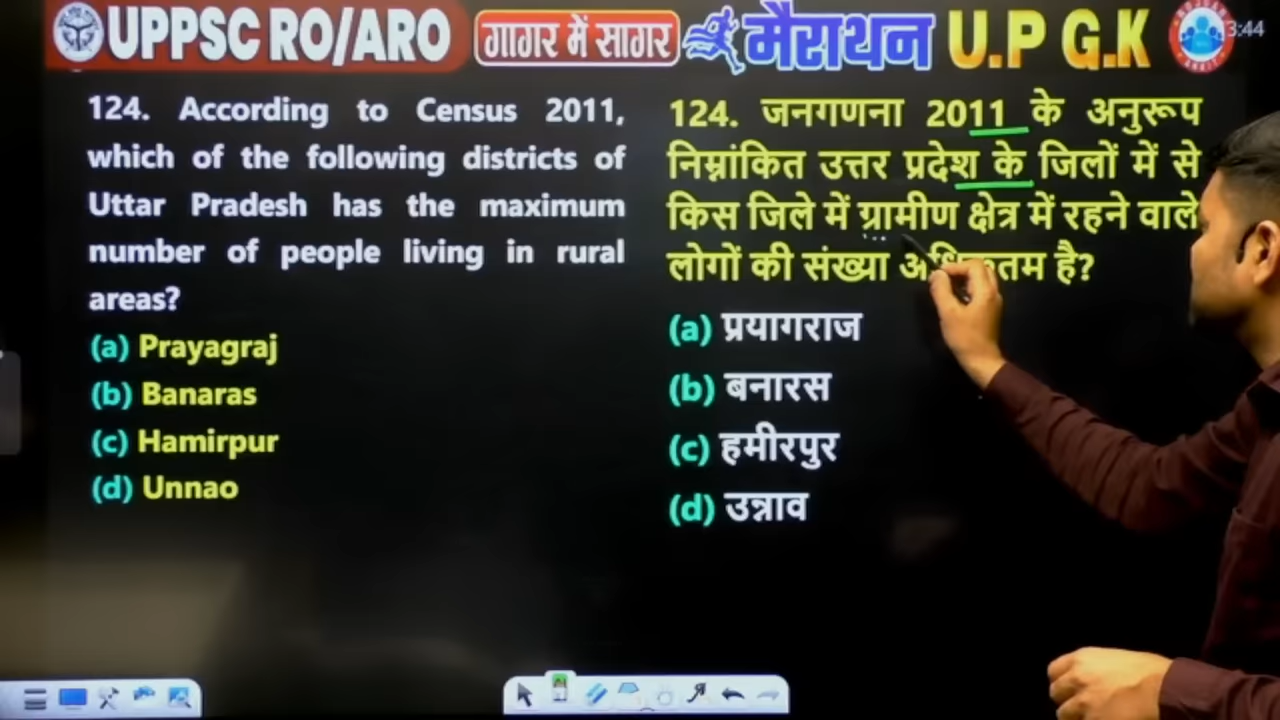 UPPSC RO/ARO गागर में सागर मैराथन U.P G.K
3:44
124. According to Census 2011,
which of the following districts of
Uttar Pradesh has the maximum
number of people living in rural
areas?
(a) Prayagraj
(b) Banaras
(c) Hamirpur
(d) Unnao
124. जनगणना 2011 के अनुरूप
निम्नांकित उत्तर प्रदेश के जिलों में से
किस जिले में ग्रामीण क्षेत्र में रहने वाले
लोगों की संख्या अधिकतम है?
(a) प्रयागराज
(b) बनारस
(c) हमीरपुर
(d) उन्नाव